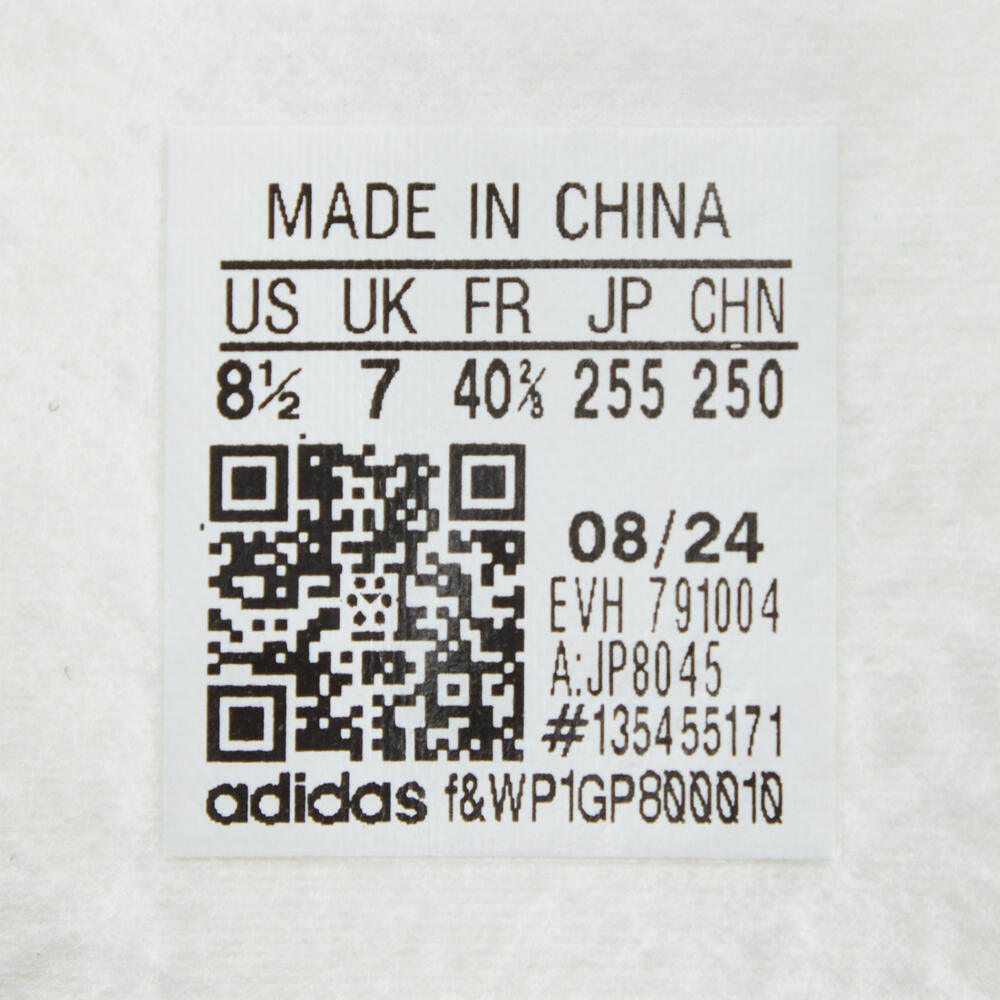 MADE IN CHINA
US UK FR JP CHN
8½ 7 40⅔ 255 250
08/24
EVH 791004
A:JP8045
#135455171
adidas f&WP1GP800010